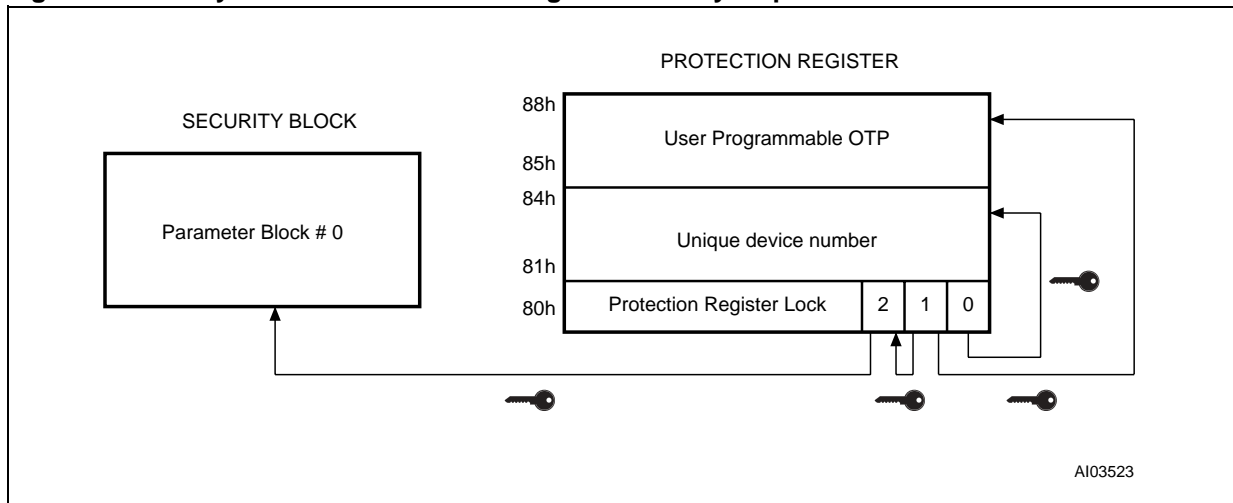 PROTECTION REGISTER
SECURITY BLOCK
88h
User Programmable OTP
85h
84h
Parameter Block # 0
Unique device number
81h
80h
Protection Register Lock 2 1 0
AI03523